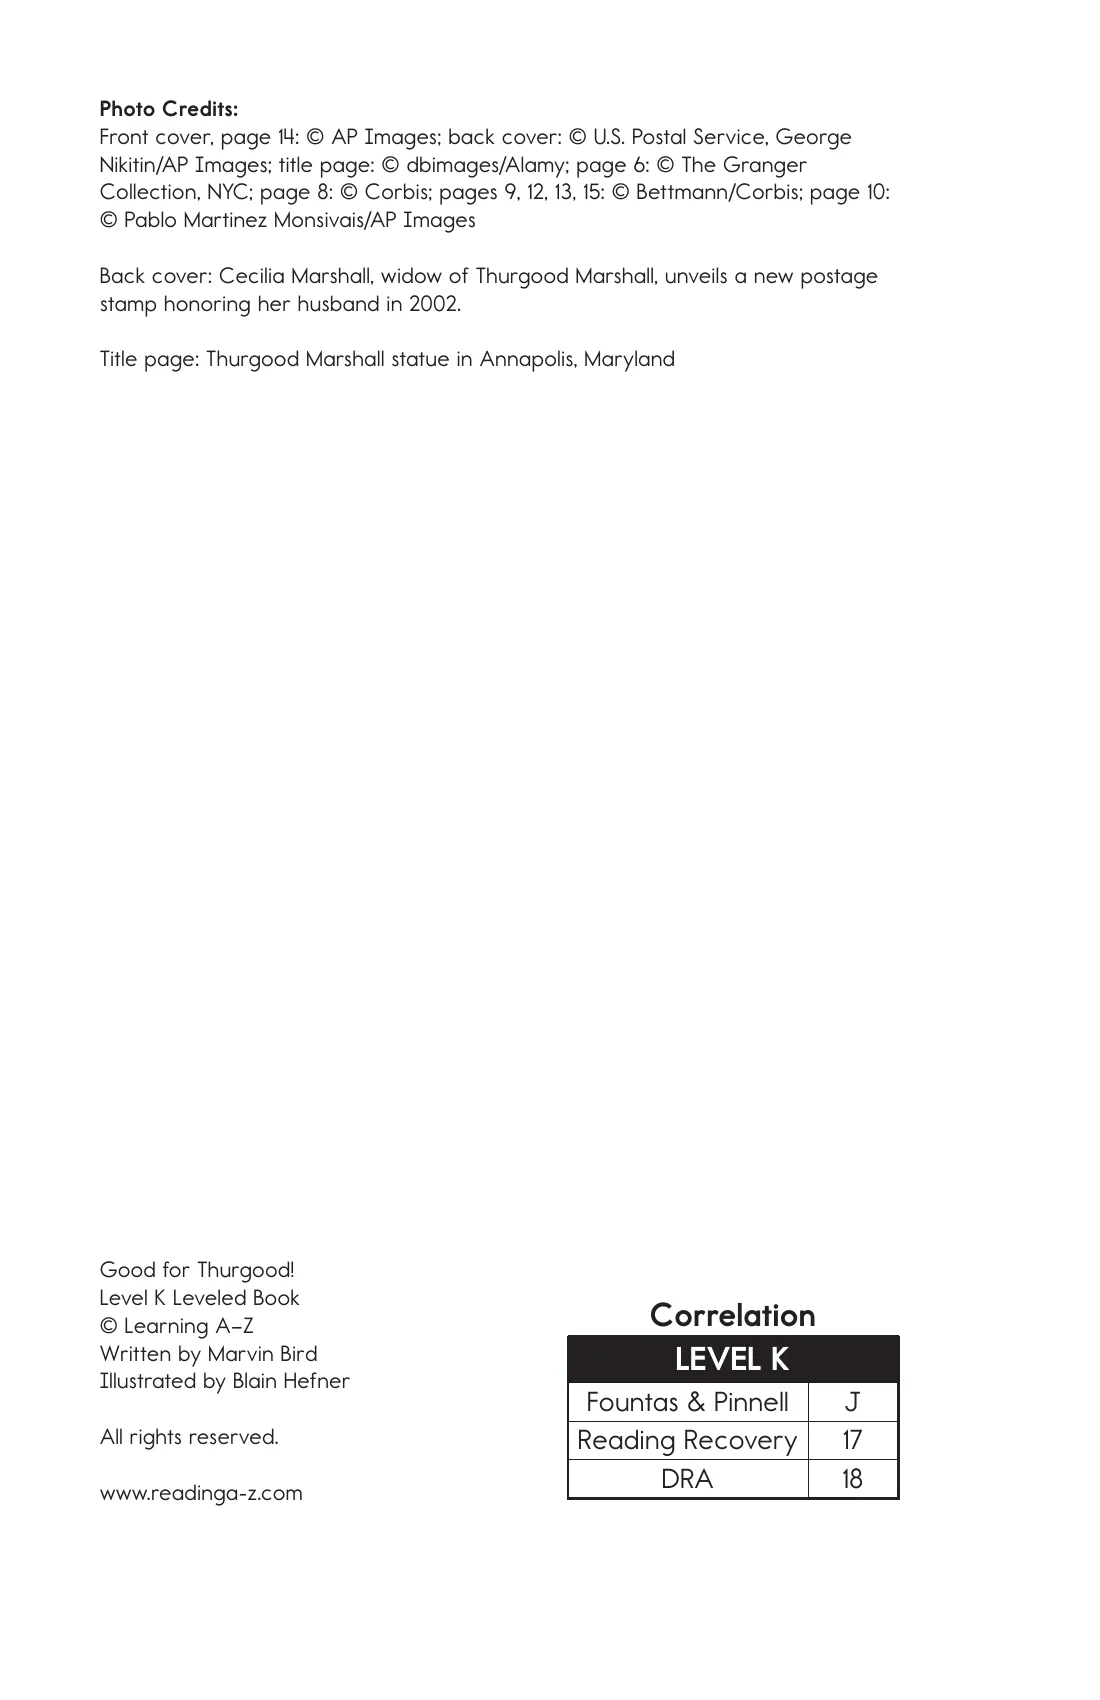 Photo Credits:
Front cover, page 14: © AP Images; back cover: © U.S. Postal Service, George
Nikitin/AP Images; title page: © dbimages/Alamy; page 6: © The Granger
Collection, NYC; page 8: © Corbis; pages 9, 12, 13, 15: © Bettmann/Corbis; page 10:
© Pablo Martinez Monsivais/AP Images
Back cover: Cecilia Marshall, widow of Thurgood Marshall, unveils a new postage
stamp honoring her husband in 2002.
Title page: Thurgood Marshall statue in Annapolis, Maryland
Good for Thurgood!
Level K Leveled Book
© Learning A–Z
Written by Marvin Bird
Illustrated by Blain Hefner
All rights reserved.
www.readinga-z.com
Correlation
LEVEL K
Fountas & Pinnell J
Reading Recovery 17
DRA 18